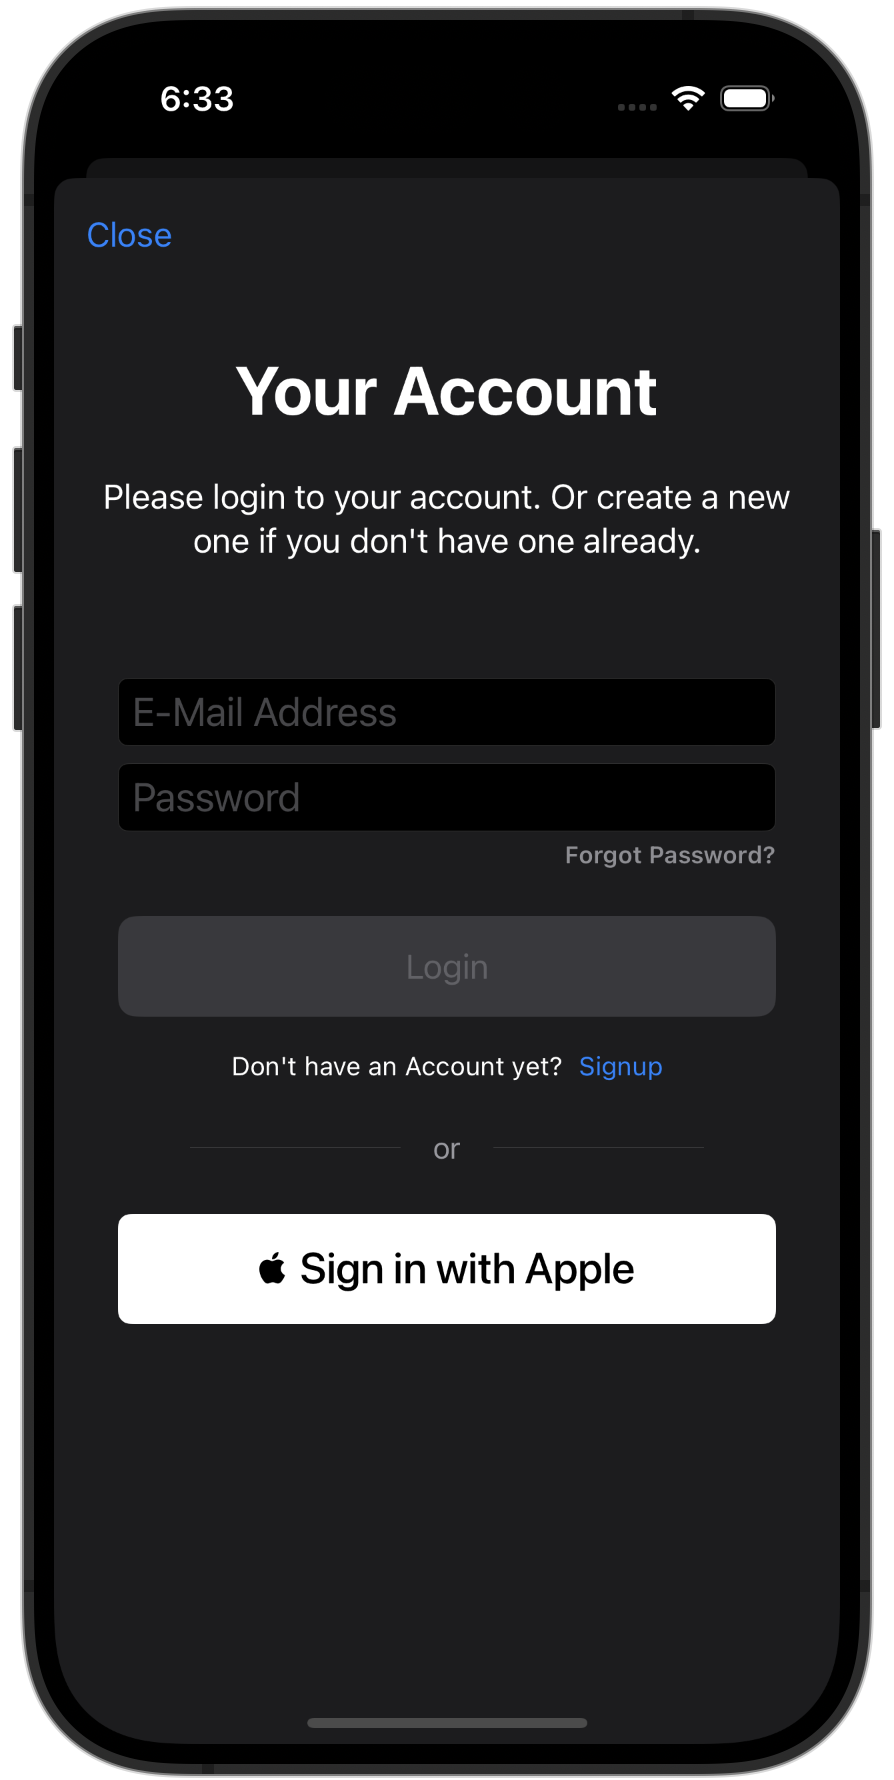 6:33
Close
Your Account
Please login to your account. Or create a new
one if you don't have one already.
E-Mail Address
Password
Forgot Password?
Login
Don't have an Account yet? Signup
or
Sign in with Apple